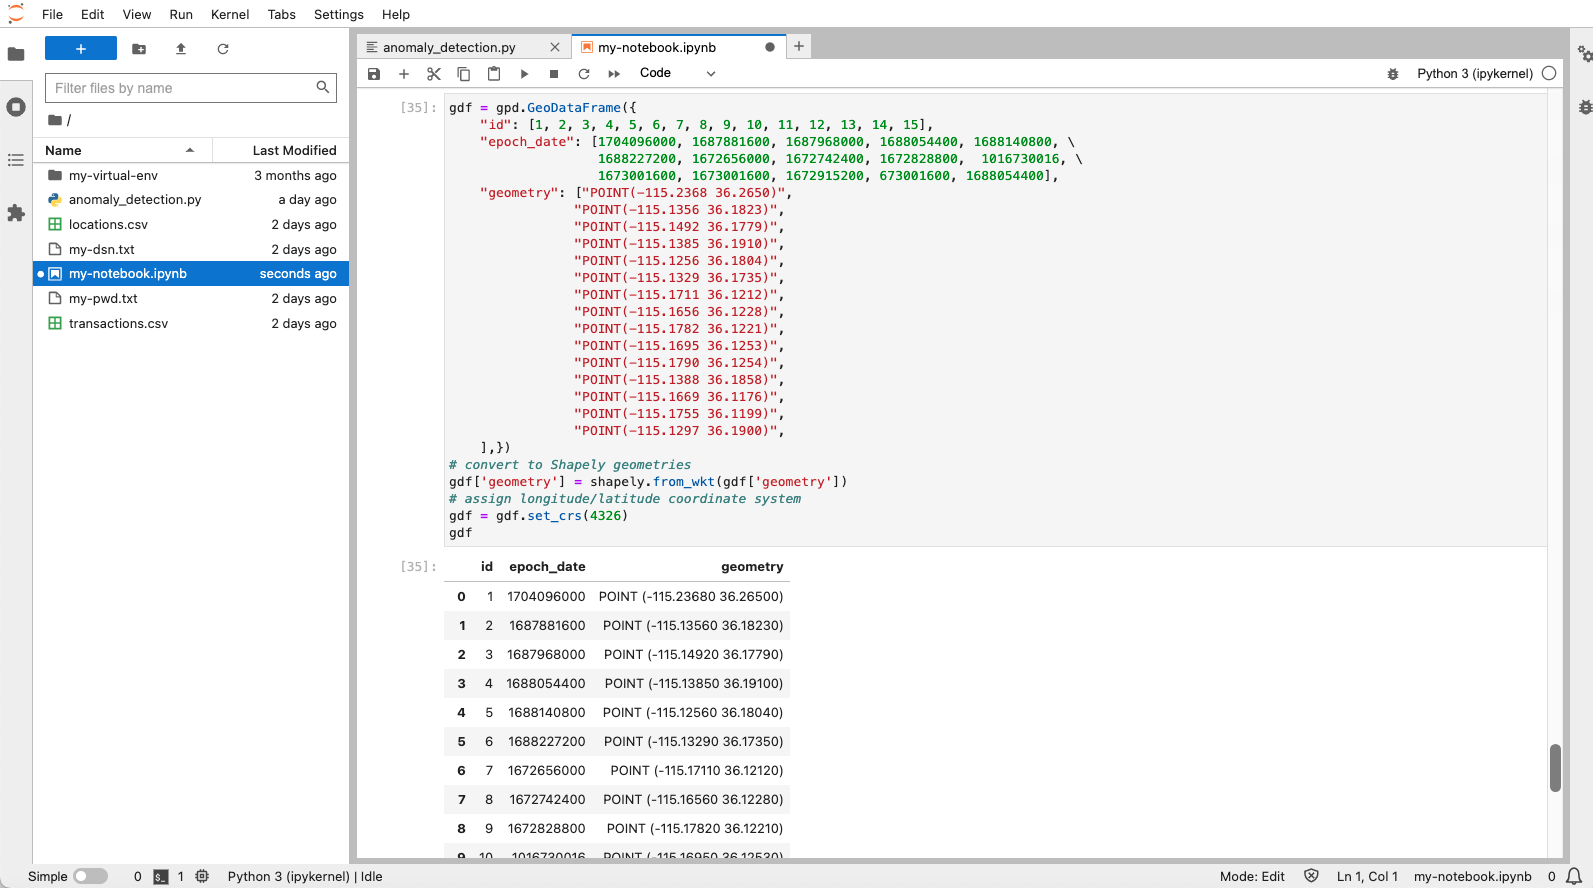 File Edit View Run Kernel Tabs Settings Help
Filter files by name
/
Name Last Modified
my-virtual-env 3 months ago
anomaly_detection.py a day ago
locations.csv 2 days ago
my-dsn.txt 2 days ago
my-notebook.ipynb seconds ago
my-pwd.txt 2 days ago
transactions.csv 2 days ago
anomaly_detection.py my-notebook.ipynb
Code Python 3 (ipykernel)
[35]: gdf = gpd.GeoDataFrame({
"id": [1, 2, 3, 4, 5, 6, 7, 8, 9, 10, 11, 12, 13, 14, 15],
"epoch_date": [1704096000, 1687881600, 1687968000, 1688054400, 1688140800, \
1688227200, 1672656000, 1672742400, 1672828800,  1016730016, \
1673001600, 1673001600, 1672915200, 673001600, 1688054400],
"geometry": ["POINT(-115.2368 36.2650)",
"POINT(-115.1356 36.1823)",
"POINT(-115.1492 36.1779)",
"POINT(-115.1385 36.1910)",
"POINT(-115.1256 36.1804)",
"POINT(-115.1329 36.1735)",
"POINT(-115.1711 36.1212)",
"POINT(-115.1656 36.1228)",
"POINT(-115.1782 36.1221)",
"POINT(-115.1695 36.1253)",
"POINT(-115.1790 36.1254)",
"POINT(-115.1388 36.1858)",
"POINT(-115.1669 36.1176)",
"POINT(-115.1755 36.1199)",
"POINT(-115.1297 36.1900)",
],})
# convert to Shapely geometries
gdf['geometry'] = shapely.from_wkt(gdf['geometry'])
# assign longitude/latitude coordinate system
gdf = gdf.set_crs(4326)
gdf
[35]: id epoch_date geometry
0 1 1704096000 POINT (-115.23680 36.26500)
1 2 1687881600 POINT (-115.13560 36.18230)
2 3 1687968000 POINT (-115.14920 36.17790)
3 4 1688054400 POINT (-115.13850 36.19100)
4 5 1688140800 POINT (-115.12560 36.18040)
5 6 1688227200 POINT (-115.13290 36.17350)
6 7 1672656000 POINT (-115.17110 36.12120)
7 8 1672742400 POINT (-115.16560 36.12280)
8 9 1672828800 POINT (-115.17820 36.12210)
9 10 1016730016 POINT (-115.16950 36.12530)
Simple 0 $_ 1 Python 3 (ipykernel) | Idle Mode: Edit Ln 1, Col 1 my-notebook.ipynb 0